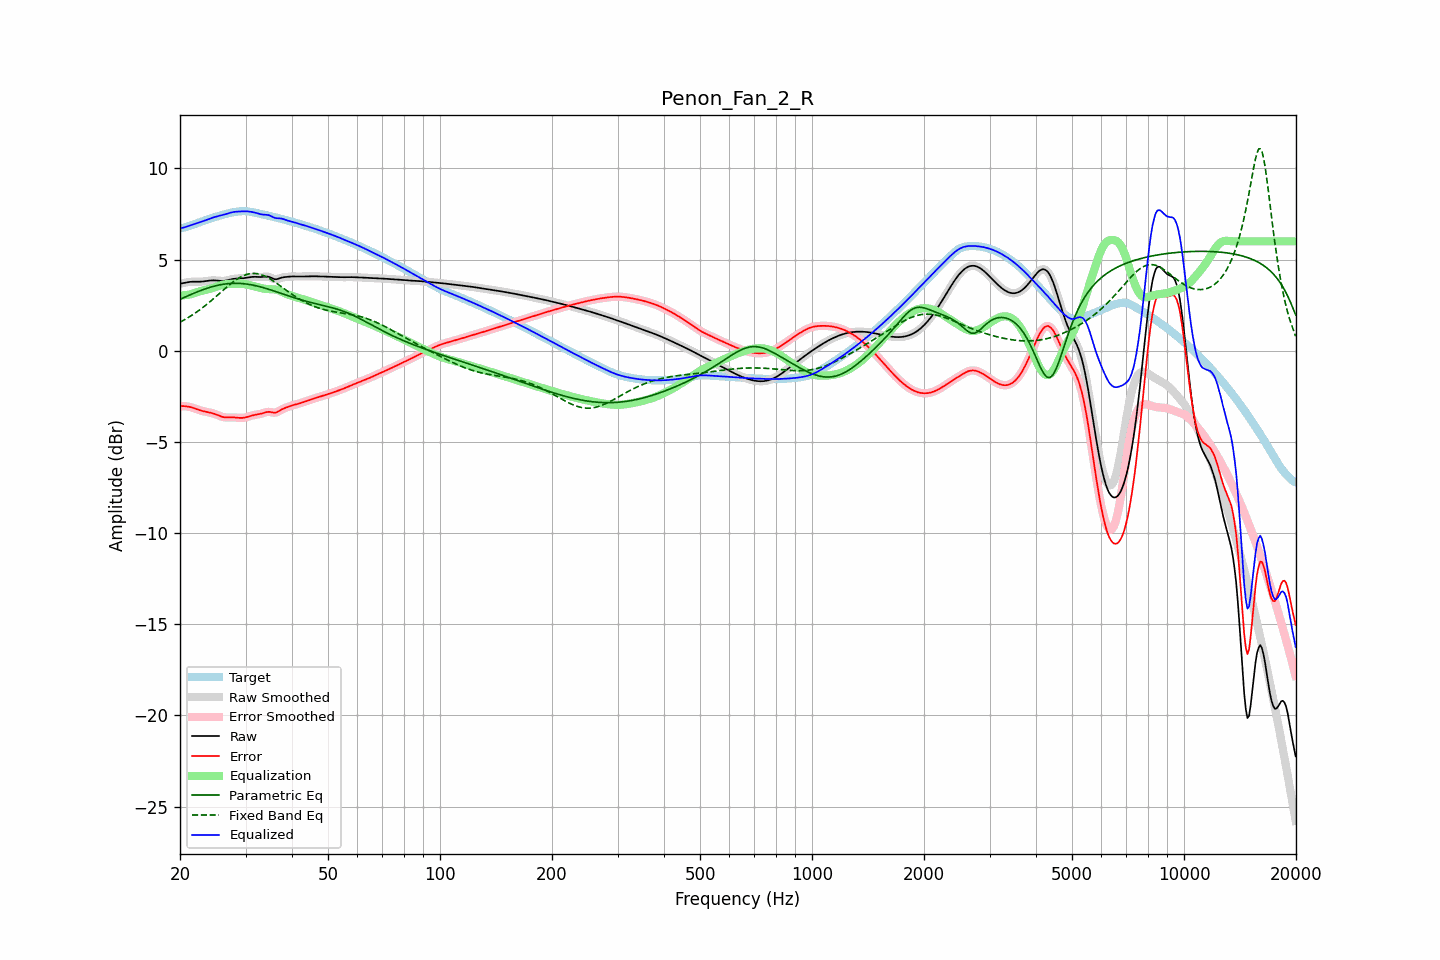 Penon_Fan_2_R
10
5
0
−5
−10
−15
−20
−25
Amplitude (dBr)
Target
Raw Smoothed
Error Smoothed
Raw
Error
Equalization
Parametric Eq
Fixed Band Eq
Equalized
20 50 100 200 500 1000 2000 5000 10000 20000
Frequency (Hz)